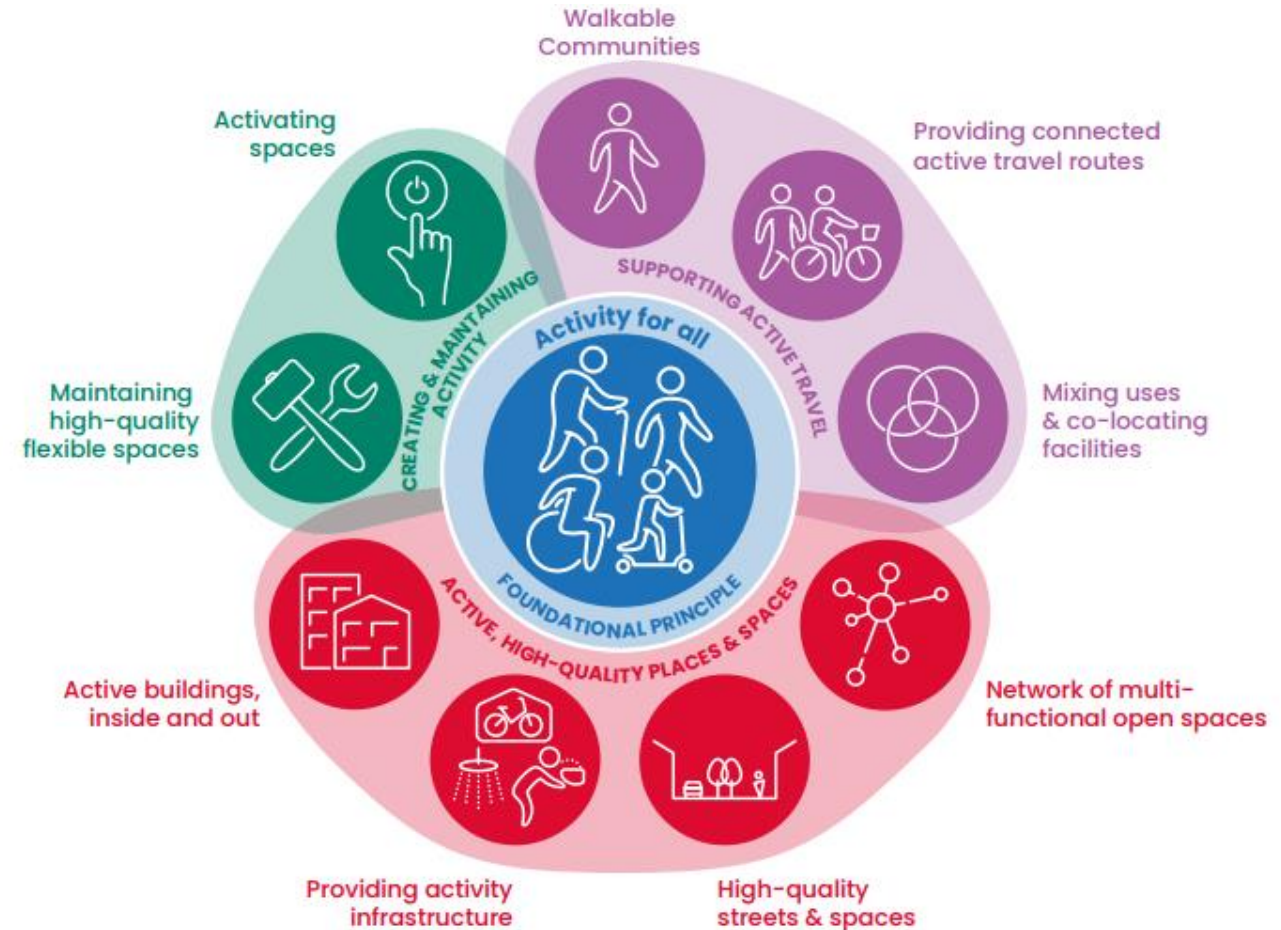 Walkable
Communities
Activating
spaces
Providing connected
active travel routes
SUPPORTING ACTIVE TRAVEL
CREATING & MAINTAINING
ACTIVITY
Activity for all
Maintaining
high-quality
flexible spaces
Mixing uses
& co-locating
facilities
FOUNDATIONAL PRINCIPLE
ACTIVE, HIGH-QUALITY PLACES & SPACES
Active buildings,
inside and out
Network of multi-
functional open spaces
Providing activity
infrastructure
High-quality
streets & spaces